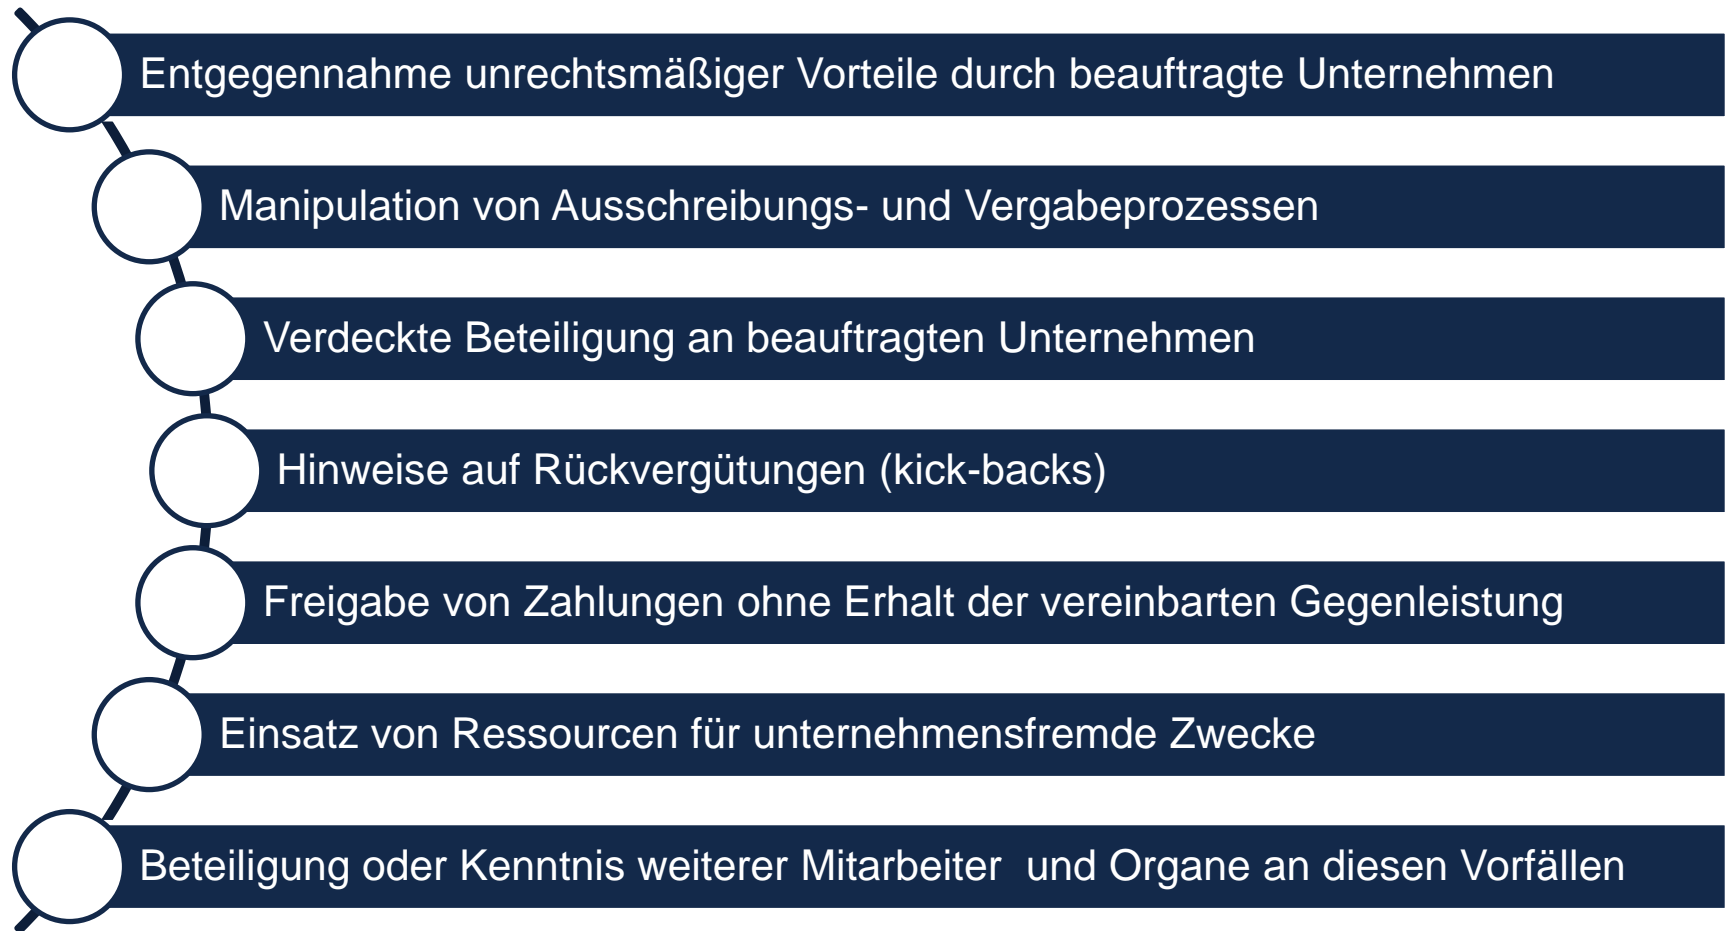 Entgegennahme unrechtsmäßiger Vorteile durch beauftragte Unternehmen
Manipulation von Ausschreibungs- und Vergabeprozessen
Verdeckte Beteiligung an beauftragten Unternehmen
Hinweise auf Rückvergütungen (kick-backs)
Freigabe von Zahlungen ohne Erhalt der vereinbarten Gegenleistung
Einsatz von Ressourcen für unternehmensfremde Zwecke
Beteiligung oder Kenntnis weiterer Mitarbeiter  und Organe an diesen Vorfällen